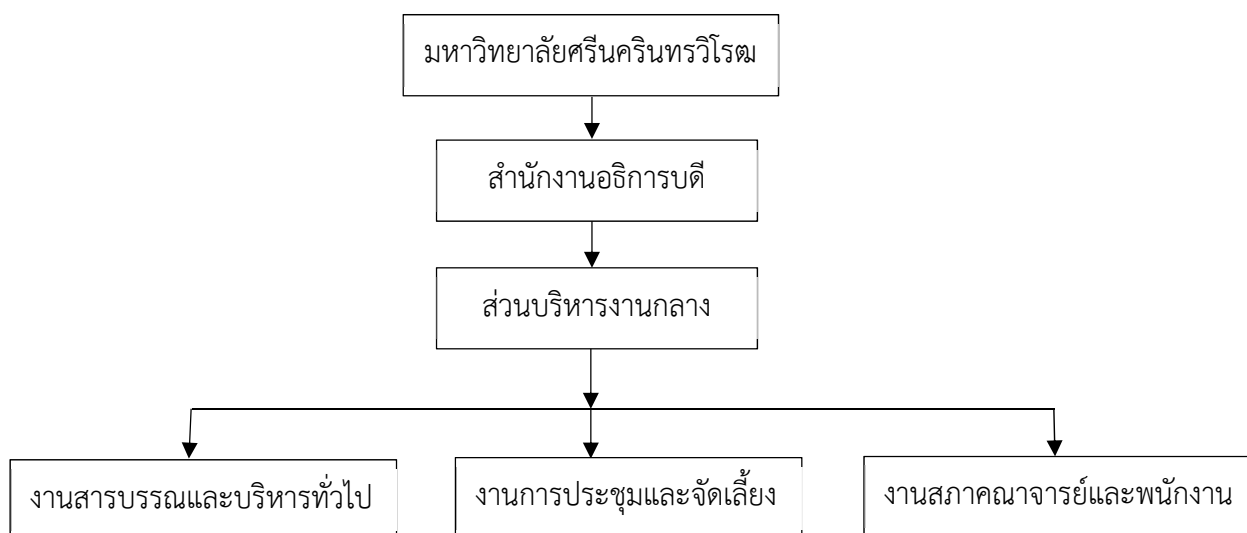 มหาวิทยาลัยศรีนครินทรวิโรฒ
สำนักงานอธิการบดี
ส่วนบริหารงานกลาง
งานสารบรรณและบริหารทั่วไป
งานการประชุมและจัดเลี้ยง
งานสภาคณาจารย์และพนักงาน